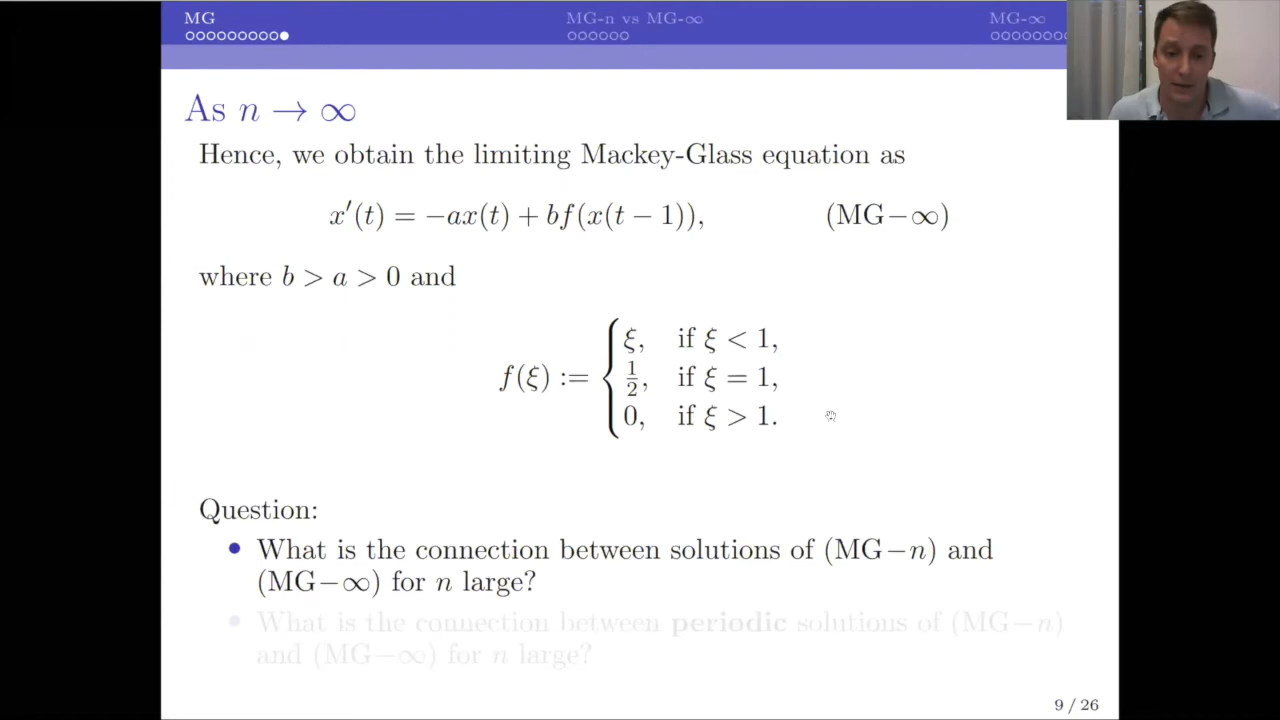 MG
MG-n vs MG-∞
MG-∞
As n → ∞
Hence, we obtain the limiting Mackey-Glass equation as
x′(t) = −ax(t) + bf(x(t − 1)), (MG−∞)
where b > a > 0 and
f(ξ) := { ξ, if ξ < 1,
1/2, if ξ = 1,
0, if ξ > 1.
Question:
• What is the connection between solutions of (MG−n) and
(MG−∞) for n large?
• What is the connection between periodic solutions of (MG−n)
and (MG−∞) for n large?
9 / 26